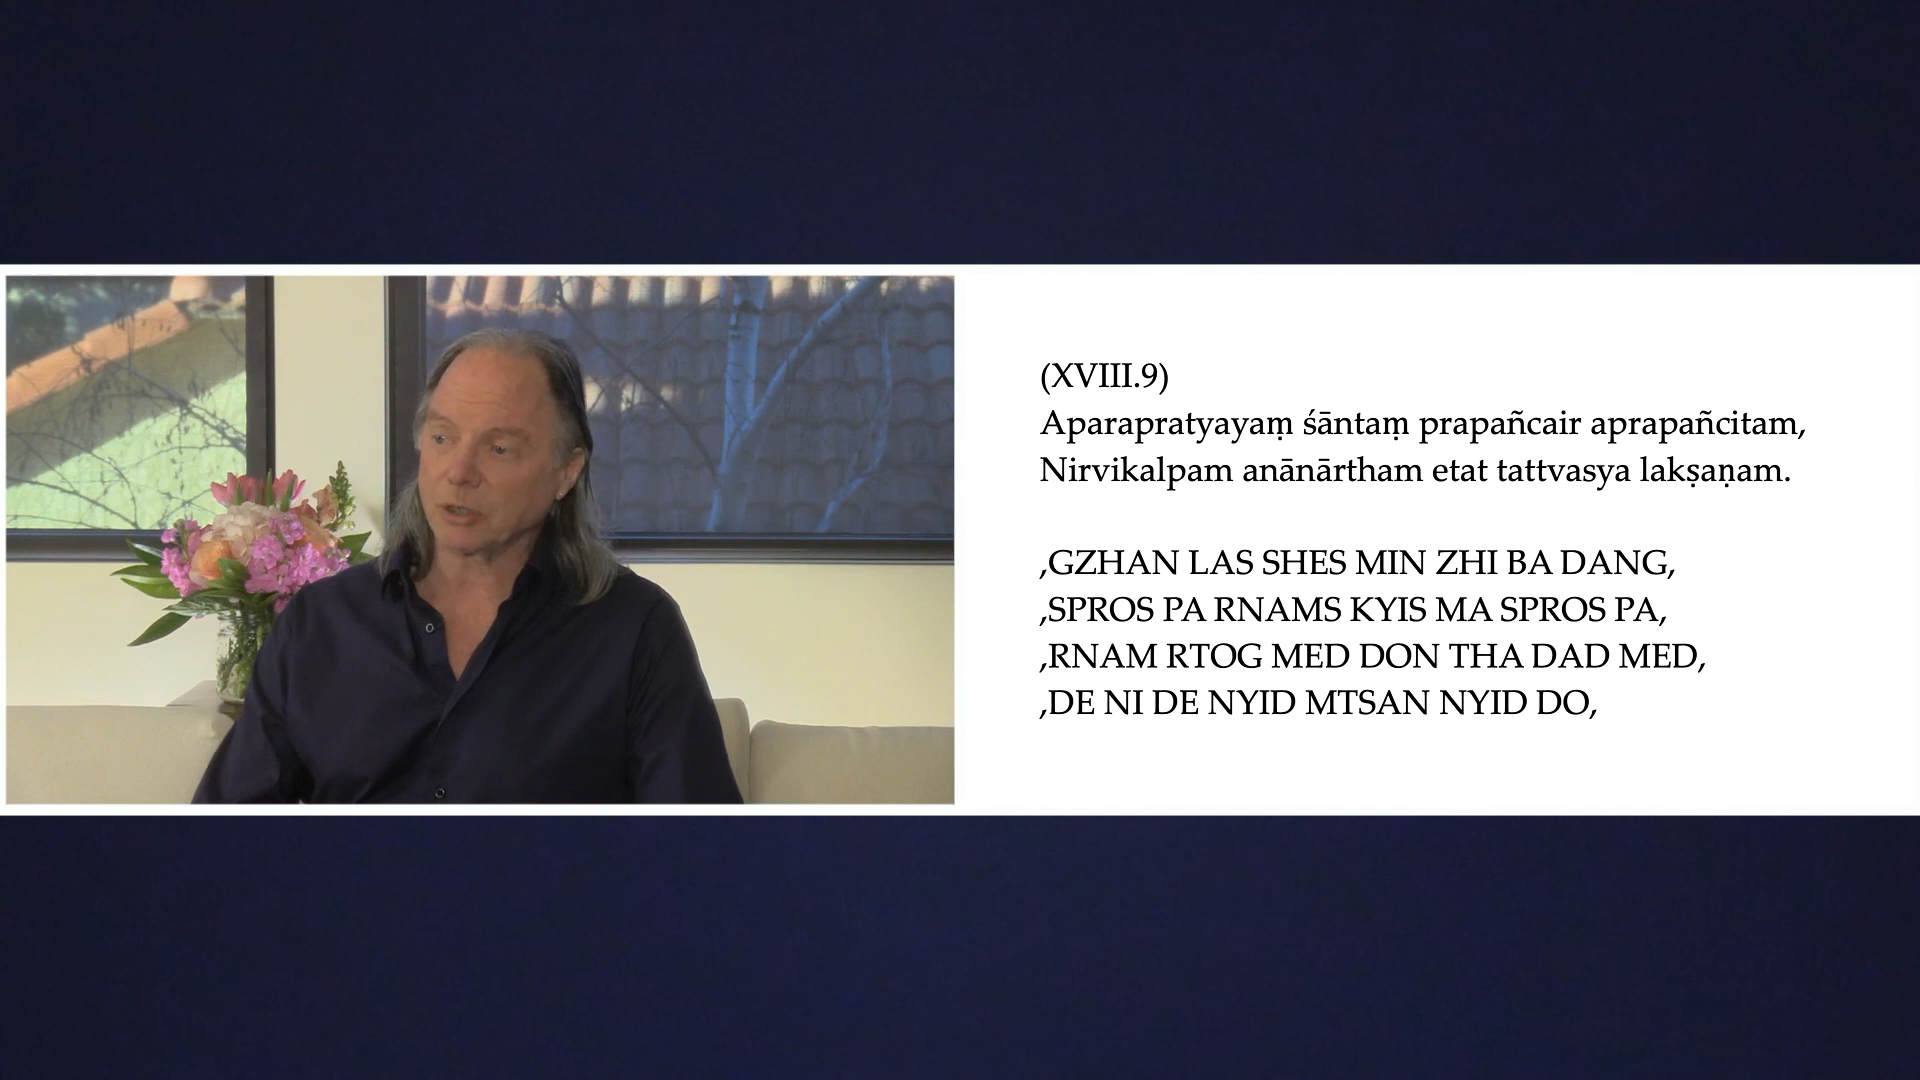 (XVIII.9)
Aparapratyayaṃ śāntaṃ prapañcair aprapañcitam,
Nirvikalpam anānārtham etat tattvasya lakṣaṇam.
,GZHAN LAS SHES MIN ZHI BA DANG,
,SPROS PA RNAMS KYIS MA SPROS PA,
,RNAM RTOG MED DON THA DAD MED,
,DE NI DE NYID MTSAN NYID DO,